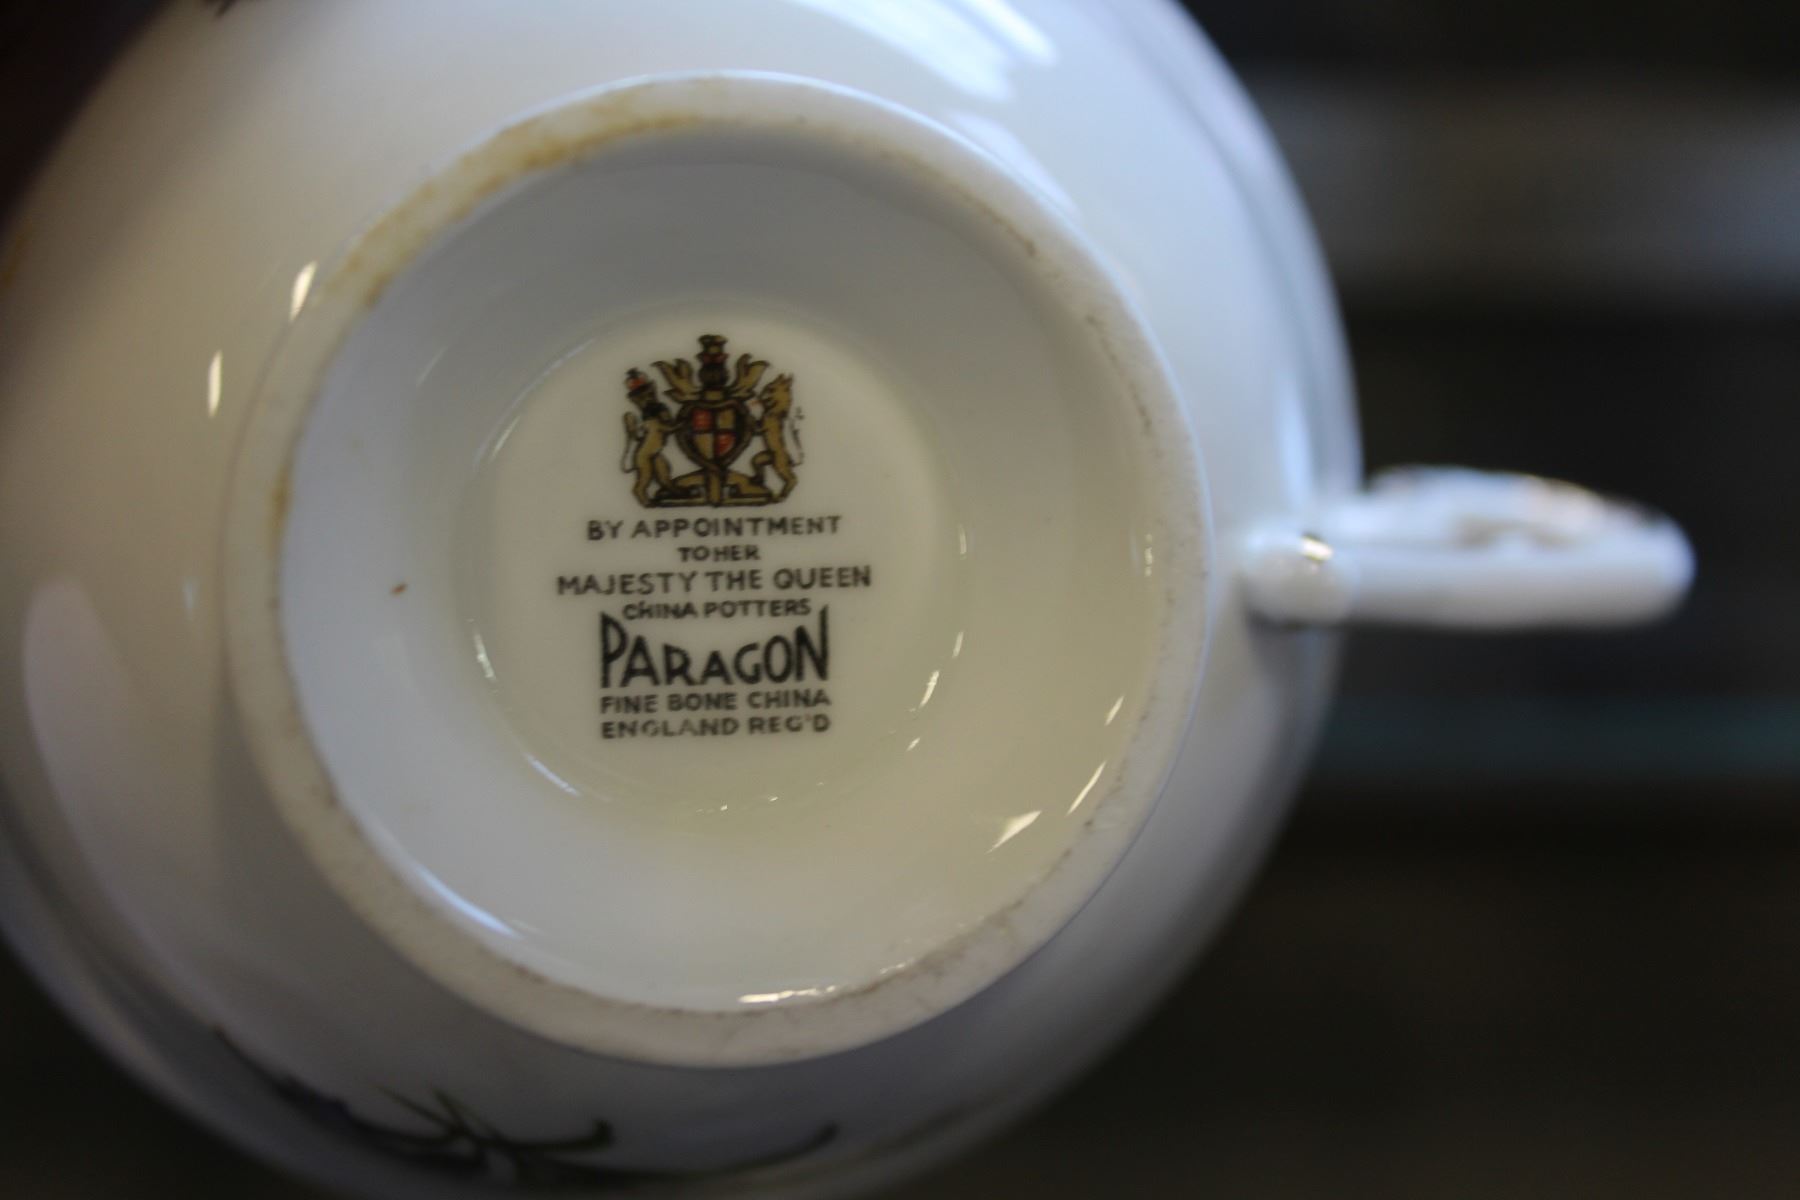 BY APPOINTMENT
TO HER
MAJESTY THE QUEEN
CHINA POTTERS
PARAGON
FINE BONE CHINA
ENGLAND REG'D